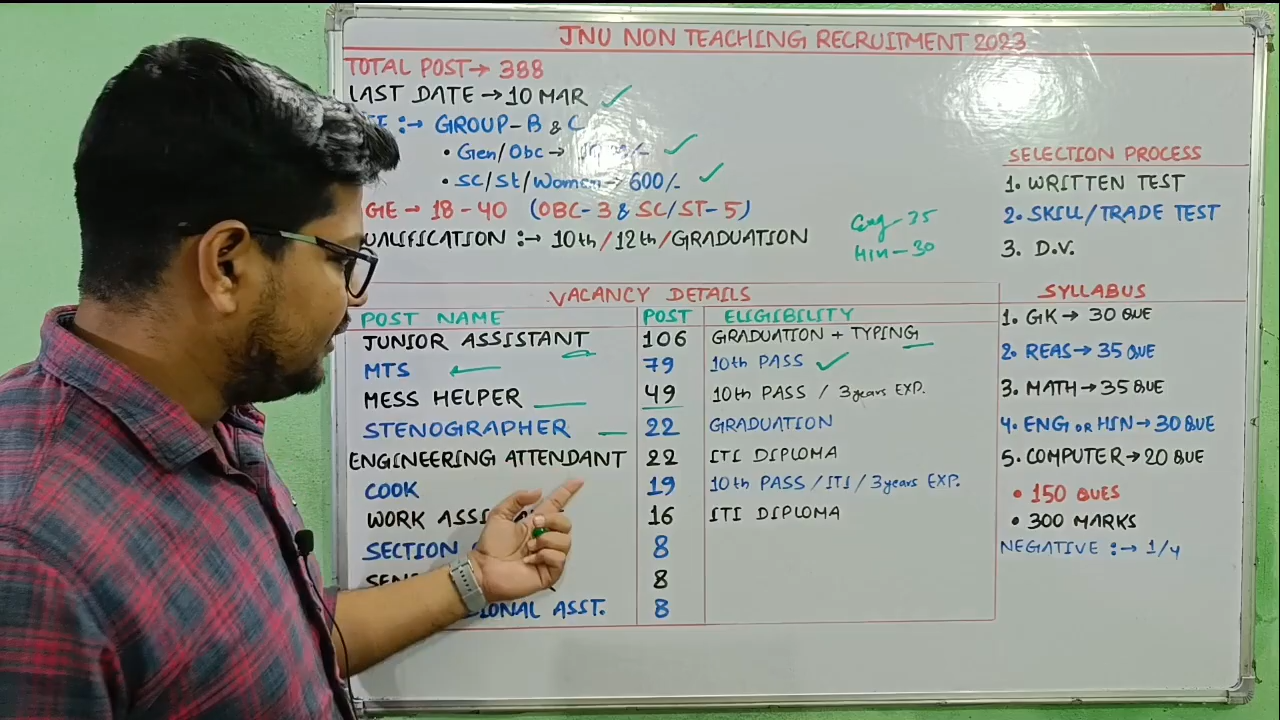 JNU NON TEACHING RECRUITMENT 2023
TOTAL POST → 388
LAST DATE → 10 MAR ✓
:→ GROUP-B & C
• Gen/Obc → ✓
• SC/St/Women → 600/- ✓
GE → 18-40 (OBC-3 & SC/ST-5)
UALIFICATION :→ 10th/12th/GRADUATION
Eng-35
HIN-30
SELECTION PROCESS
1. WRITTEN TEST
2. SKILL/TRADE TEST
3. D.V.
VACANCY DETAILS
POST NAME POST ELIGIBILITY
JUNIOR ASSISTANT 106 GRADUATION + TYPING
MTS 79 10th PASS ✓
MESS HELPER 49 10th PASS / 3years EXP.
STENOGRAPHER 22 GRADUATION
ENGINEERING ATTENDANT 22 ITI DIPLOMA
COOK 19 10th PASS/ITI/3years EXP.
WORK ASS 16 ITI DIPLOMA
SECTION 8
8
IONAL ASST. 8
SYLLABUS
1. GK → 30 QUE
2. REAS → 35 QUE
3. MATH → 35 QUE
4. ENG OR HIN → 30 QUE
5. COMPUTER → 20 QUE
• 150 QUES
• 300 MARKS
NEGATIVE :→ 1/4